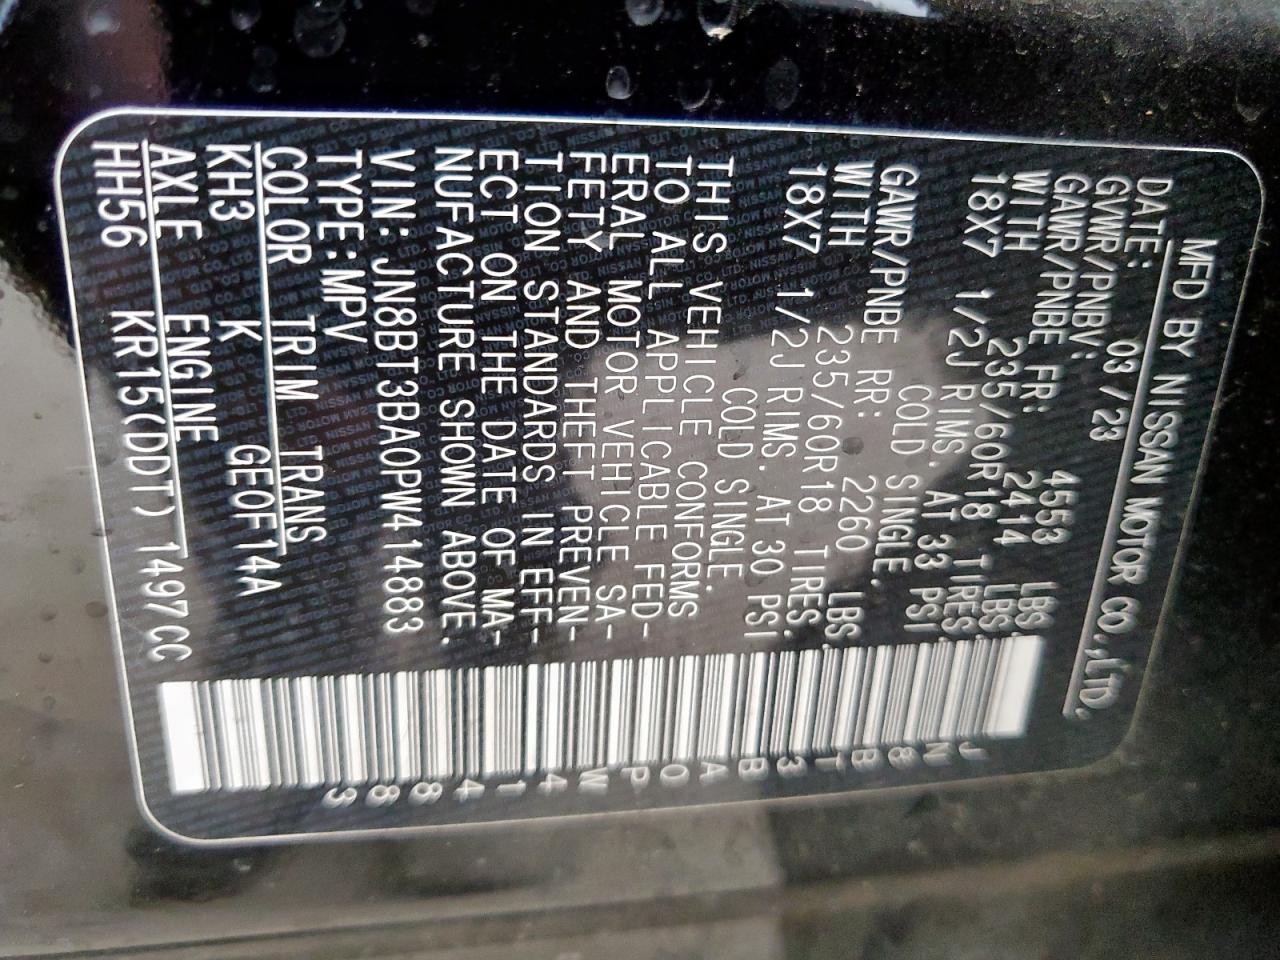 MFD BY NISSAN MOTOR CO.,LTD.
DATE: 03 /23
GVWR/PNBV: 4553 LBS.
GAWR/PNBE FR: 2414 LBS.
WITH 235/60R18 TIRES,
18X7 1/2J RIMS. AT 33 PSI
COLD SINGLE.
GAWR/PNBE RR: 2260 LBS.
WITH 235/60R18 TIRES.
18X7 1/2J RIMS. AT 30 PSI
COLD SINGLE.
THIS VEHICLE CONFORMS
TO ALL APPLICABLE FED-
ERAL MOTOR VEHICLE SA-
FETY AND THEFT PREVEN-
TION STANDARDS IN EFF-
ECT ON THE DATE OF MA-
NUFACTURE SHOWN ABOVE.
VIN: JN8BT3BA0PW414883
TYPE:MPV
COLOR TRIM TRANS
KH3 K GE0F14A
AXLE ENGINE
HH56 KR15(DDT) 1497CC
JN8BT3BA0PW414883